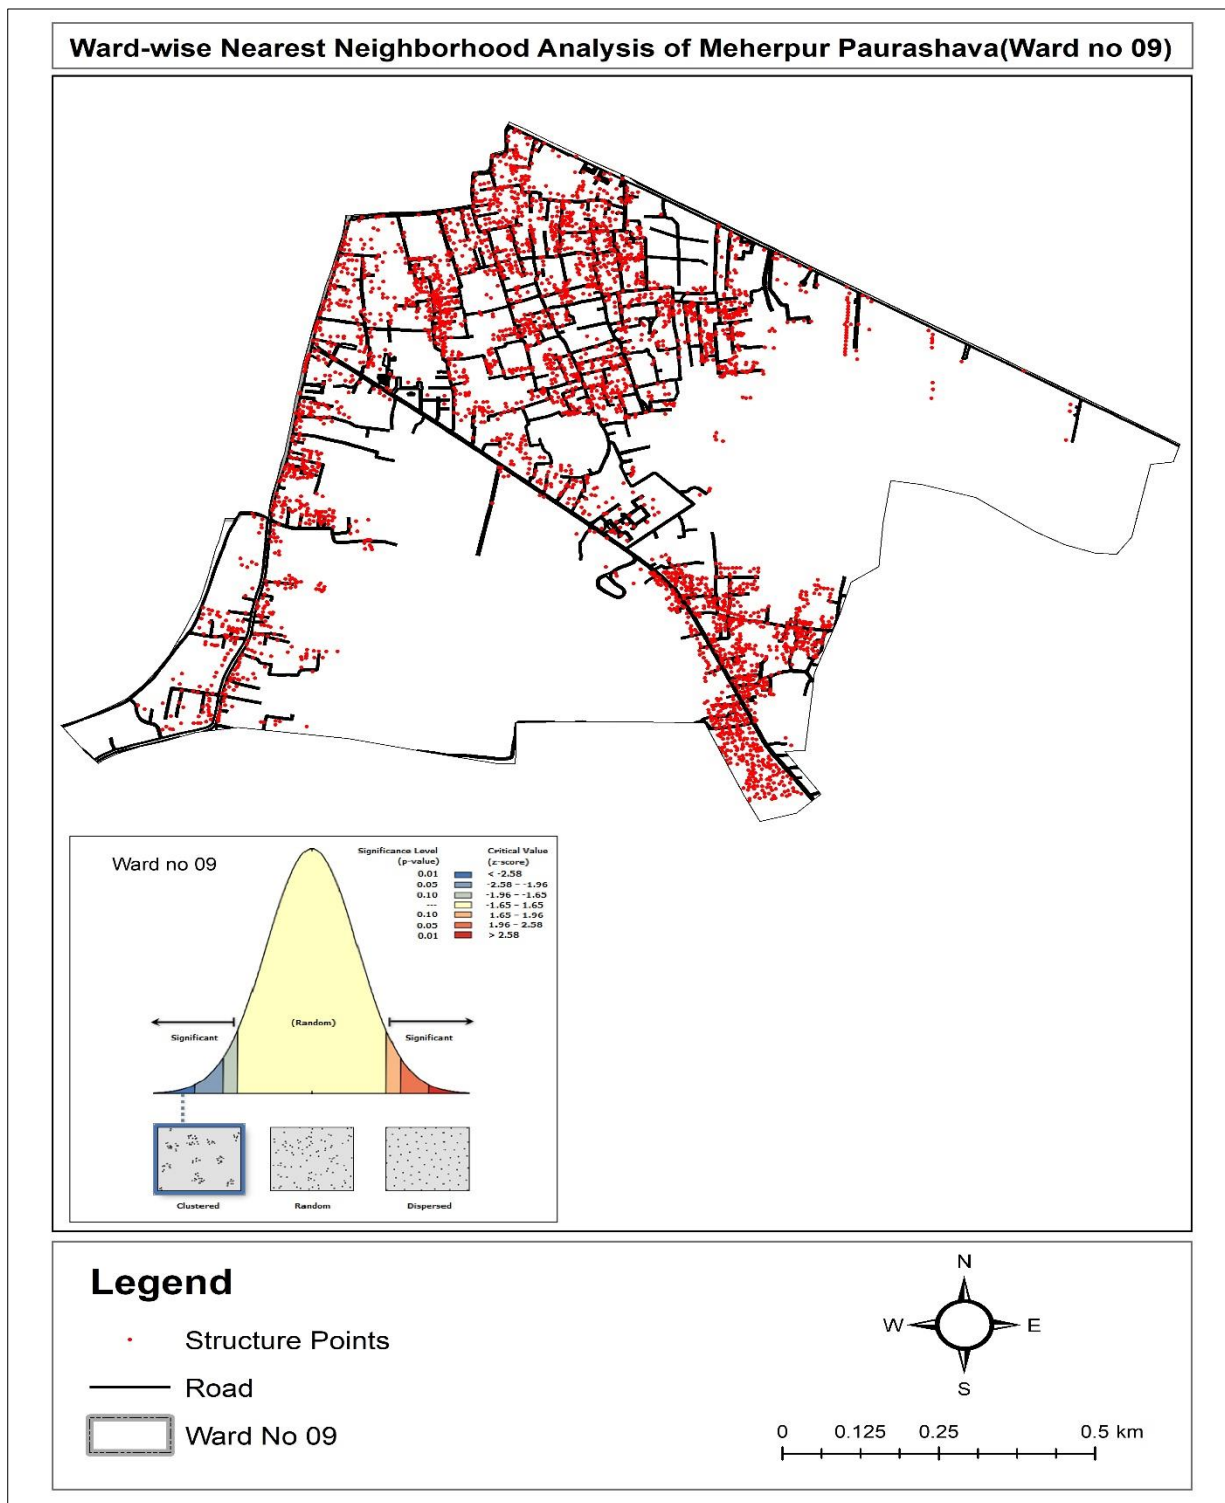 Ward-wise Nearest Neighborhood Analysis of Meherpur Paurashava(Ward no 09)
Ward no 09
Significance Level (p-value)
Critical Value (z-score)
0.01 < -2.58
0.05 -2.58 – -1.96
0.10 -1.96 – -1.65
--- -1.65 – 1.65
0.10 1.65 – 1.96
0.05 1.96 – 2.58
0.01 > 2.58
Significant (Random) Significant
Clustered Random Dispersed
Legend
Structure Points
Road
Ward No 09
N
W E
S
0 0.125 0.25 0.5 km